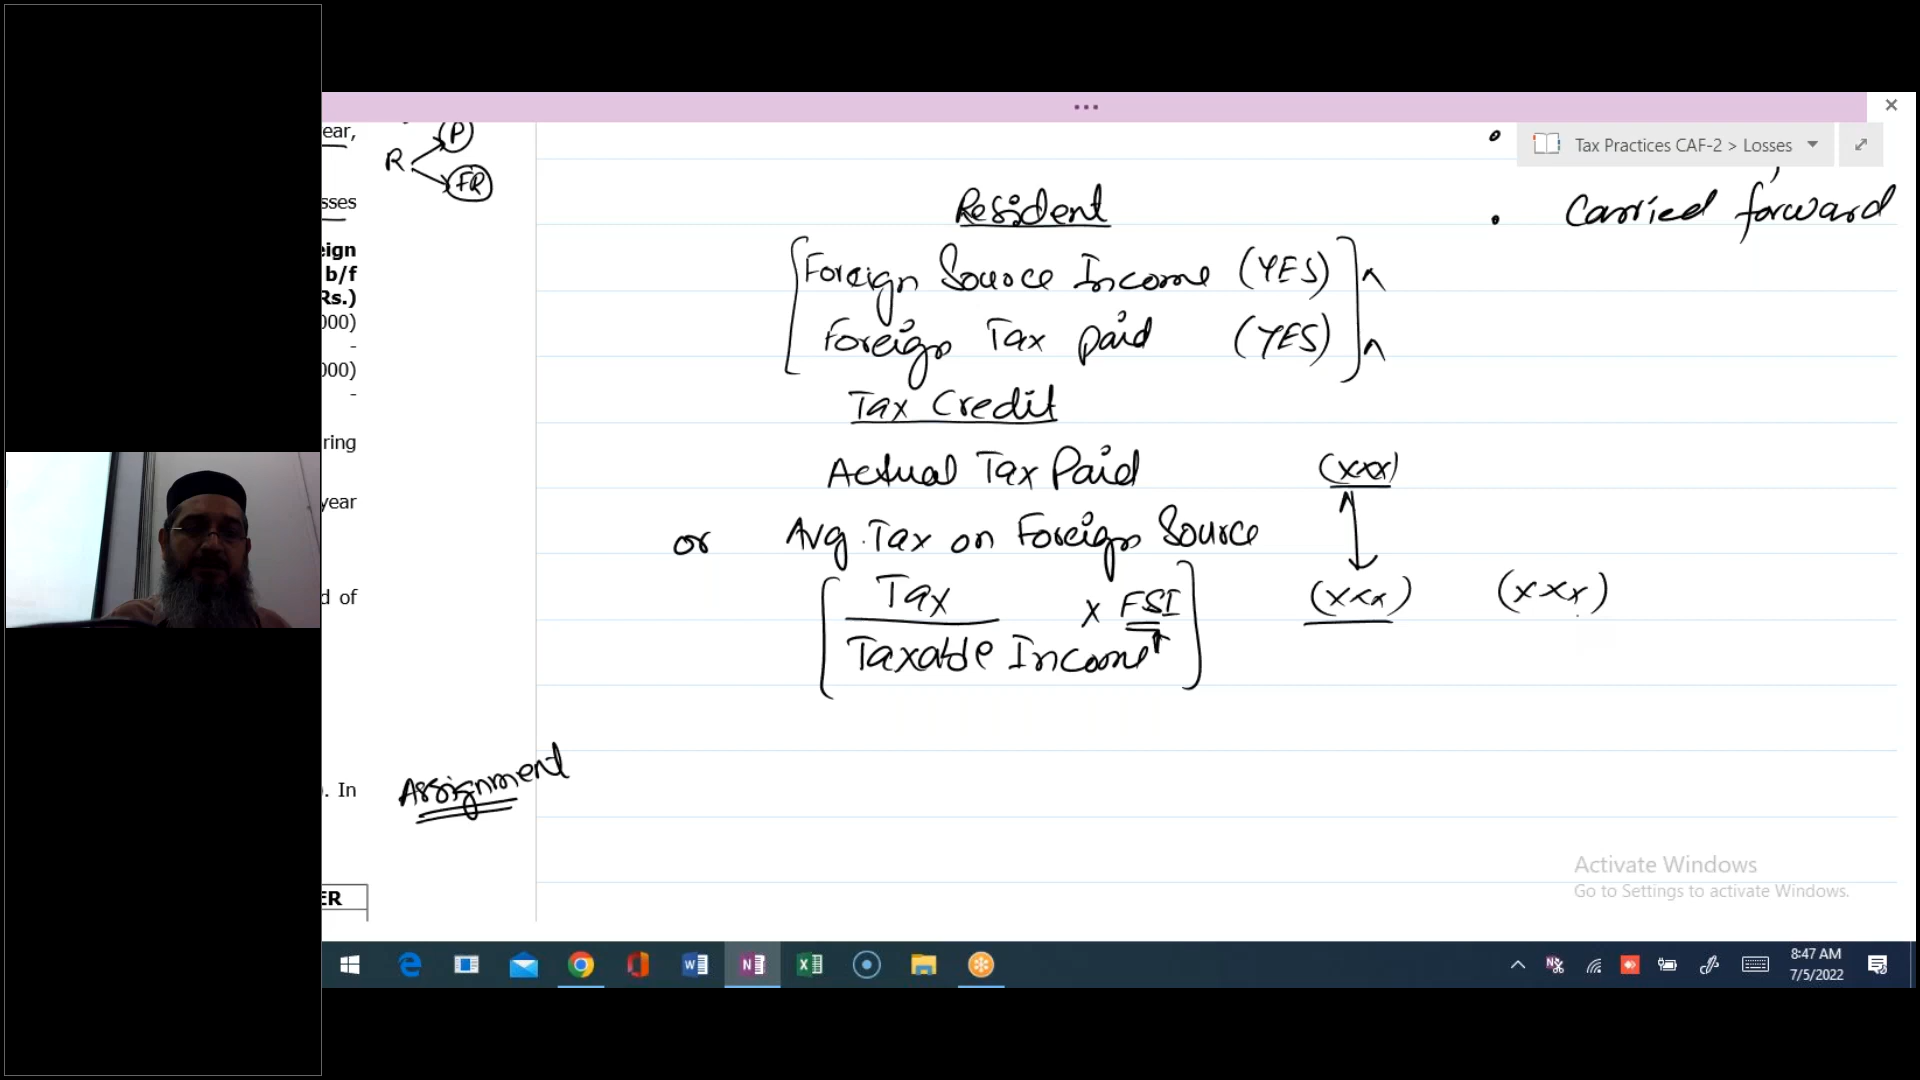 ear,
R
P
FR
sses
eign
b/f
Rs.)
000)
-
000)
-
ring
year
d of
. In
Assignment
ER
Tax Practices CAF-2 > Losses
• Carried forward
Resident
[Foreign Source Income (YES)]
Foreign Tax paid (YES)
Tax Credit
Actual Tax Paid (xxx)
or Avg. Tax on Foreign Source
[Tax x FSI] (xxx) (xxx)
Taxable Income
Activate Windows
Go to Settings to activate Windows.
8:47 AM
7/5/2022